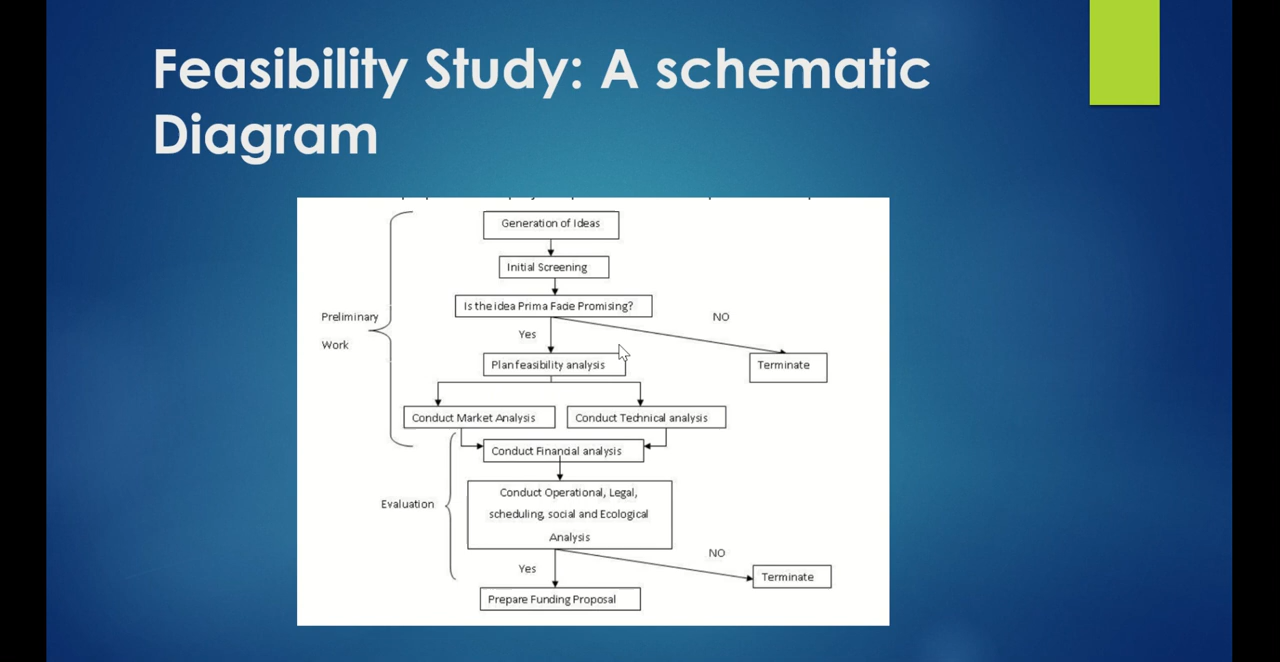 Feasibility Study: A schematic
Diagram
Generation of Ideas
Initial Screening
Is the idea Prima Facie Promising?
Preliminary
Work
NO
Yes
Terminate
Plan feasibility analysis
Conduct Market Analysis
Conduct Technical analysis
Conduct Financial analysis
Evaluation
Conduct Operational, Legal,
scheduling, social and Ecological
Analysis
NO
Yes
Terminate
Prepare Funding Proposal